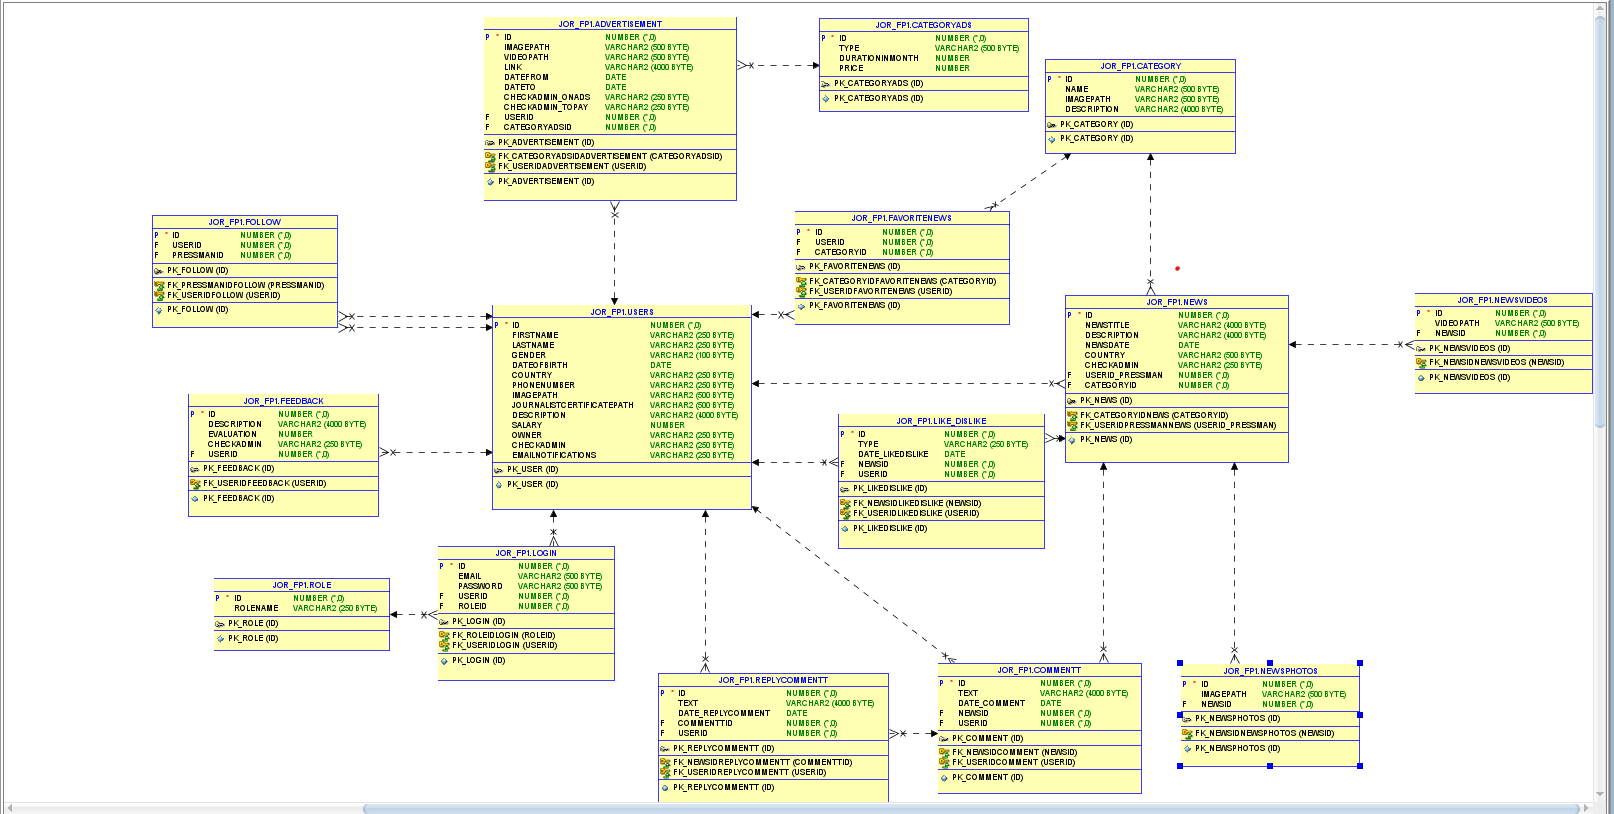 JOR_FP1.ADVERTISEMENT
P * ID NUMBER (*,0)
IMAGEPATH VARCHAR2 (500 BYTE)
VIDEOPATH VARCHAR2 (500 BYTE)
LINK VARCHAR2 (4000 BYTE)
DATEFROM DATE
DATETO DATE
CHECKADMIN_ONADS VARCHAR2 (250 BYTE)
CHECKADMIN_TOPAY VARCHAR2 (250 BYTE)
F USERID NUMBER (*,0)
F CATEGORYADSID NUMBER (*,0)
PK_ADVERTISEMENT (ID)
FK_CATEGORYADSIDADVERTISEMENT (CATEGORYADSID)
FK_USERIDADVERTISEMENT (USERID)
PK_ADVERTISEMENT (ID)
JOR_FP1.CATEGORYADS
P * ID NUMBER (*,0)
TYPE VARCHAR2 (500 BYTE)
DURATIONINMONTH NUMBER
PRICE NUMBER
PK_CATEGORYADS (ID)
PK_CATEGORYADS (ID)
JOR_FP1.CATEGORY
P * ID NUMBER (*,0)
NAME VARCHAR2 (500 BYTE)
IMAGEPATH VARCHAR2 (500 BYTE)
DESCRIPTION VARCHAR2 (4000 BYTE)
PK_CATEGORY (ID)
PK_CATEGORY (ID)
JOR_FP1.FOLLOW
P * ID NUMBER (*,0)
F USERID NUMBER (*,0)
F PRESSMANID NUMBER (*,0)
PK_FOLLOW (ID)
FK_PRESSMANIDFOLLOW (PRESSMANID)
FK_USERIDFOLLOW (USERID)
PK_FOLLOW (ID)
JOR_FP1.FAVORITENEWS
P * ID NUMBER (*,0)
F USERID NUMBER (*,0)
F CATEGORYID NUMBER (*,0)
PK_FAVORITENEWS (ID)
FK_CATEGORYIDFAVORITENEWS (CATEGORYID)
FK_USERIDFAVORITENEWS (USERID)
PK_FAVORITENEWS (ID)
JOR_FP1.USERS
P * ID NUMBER (*,0)
FIRSTNAME VARCHAR2 (250 BYTE)
LASTNAME VARCHAR2 (250 BYTE)
GENDER VARCHAR2 (100 BYTE)
DATEOFBIRTH DATE
COUNTRY VARCHAR2 (250 BYTE)
PHONENUMBER VARCHAR2 (250 BYTE)
IMAGEPATH VARCHAR2 (500 BYTE)
JOURNALISTCERTIFICATEPATH VARCHAR2 (500 BYTE)
DESCRIPTION VARCHAR2 (4000 BYTE)
SALARY NUMBER
OWNER VARCHAR2 (250 BYTE)
CHECKADMIN VARCHAR2 (250 BYTE)
EMAILNOTIFICATIONS VARCHAR2 (250 BYTE)
PK_USER (ID)
PK_USER (ID)
JOR_FP1.NEWS
P * ID NUMBER (*,0)
NEWSTITLE VARCHAR2 (4000 BYTE)
DESCRIPTION VARCHAR2 (4000 BYTE)
NEWSDATE DATE
COUNTRY VARCHAR2 (500 BYTE)
CHECKADMIN VARCHAR2 (250 BYTE)
F USERID_PRESSMAN NUMBER (*,0)
F CATEGORYID NUMBER (*,0)
PK_NEWS (ID)
FK_CATEGORYIDNEWS (CATEGORYID)
FK_USERIDPRESSMANNEWS (USERID_PRESSMAN)
PK_NEWS (ID)
JOR_FP1.NEWSVIDEOS
P * ID NUMBER (*,0)
VIDEOPATH VARCHAR2 (500 BYTE)
F NEWSID NUMBER (*,0)
PK_NEWSVIDEOS (ID)
FK_NEWSIDNEWSVIDEOS (NEWSID)
PK_NEWSVIDEOS (ID)
JOR_FP1.FEEDBACK
P * ID NUMBER (*,0)
DESCRIPTION VARCHAR2 (4000 BYTE)
EVALUATION NUMBER
CHECKADMIN VARCHAR2 (250 BYTE)
F USERID NUMBER (*,0)
PK_FEEDBACK (ID)
FK_USERIDFEEDBACK (USERID)
PK_FEEDBACK (ID)
JOR_FP1.LIKE_DISLIKE
P * ID NUMBER (*,0)
TYPE VARCHAR2 (250 BYTE)
DATE_LIKEDISLIKE DATE
F NEWSID NUMBER (*,0)
F USERID NUMBER (*,0)
PK_LIKEDISLIKE (ID)
FK_NEWSIDLIKEDISLIKE (NEWSID)
FK_USERIDLIKEDISLIKE (USERID)
PK_LIKEDISLIKE (ID)
JOR_FP1.LOGIN
P * ID NUMBER (*,0)
EMAIL VARCHAR2 (500 BYTE)
PASSWORD VARCHAR2 (500 BYTE)
F USERID NUMBER (*,0)
F ROLEID NUMBER (*,0)
PK_LOGIN (ID)
FK_ROLEIDLOGIN (ROLEID)
FK_USERIDLOGIN (USERID)
PK_LOGIN (ID)
JOR_FP1.ROLE
P * ID NUMBER (*,0)
ROLENAME VARCHAR2 (250 BYTE)
PK_ROLE (ID)
PK_ROLE (ID)
JOR_FP1.REPLYCOMMENTT
P * ID NUMBER (*,0)
TEXT VARCHAR2 (4000 BYTE)
DATE_REPLYCOMMENT DATE
F COMMENTTID NUMBER (*,0)
F USERID NUMBER (*,0)
PK_REPLYCOMMENTT (ID)
FK_NEWSIDREPLYCOMMENTT (COMMENTTID)
FK_USERIDREPLYCOMMENTT (USERID)
PK_REPLYCOMMENTT (ID)
JOR_FP1.COMMENTT
P * ID NUMBER (*,0)
TEXT VARCHAR2 (4000 BYTE)
DATE_COMMENT DATE
F NEWSID NUMBER (*,0)
F USERID NUMBER (*,0)
PK_COMMENT (ID)
FK_NEWSIDCOMMENT (NEWSID)
FK_USERIDCOMMENT (USERID)
PK_COMMENT (ID)
JOR_FP1.NEWSPHOTOS
P * ID NUMBER (*,0)
IMAGEPATH VARCHAR2 (500 BYTE)
F NEWSID NUMBER (*,0)
PK_NEWSPHOTOS (ID)
FK_NEWSIDNEWSPHOTOS (NEWSID)
PK_NEWSPHOTOS (ID)